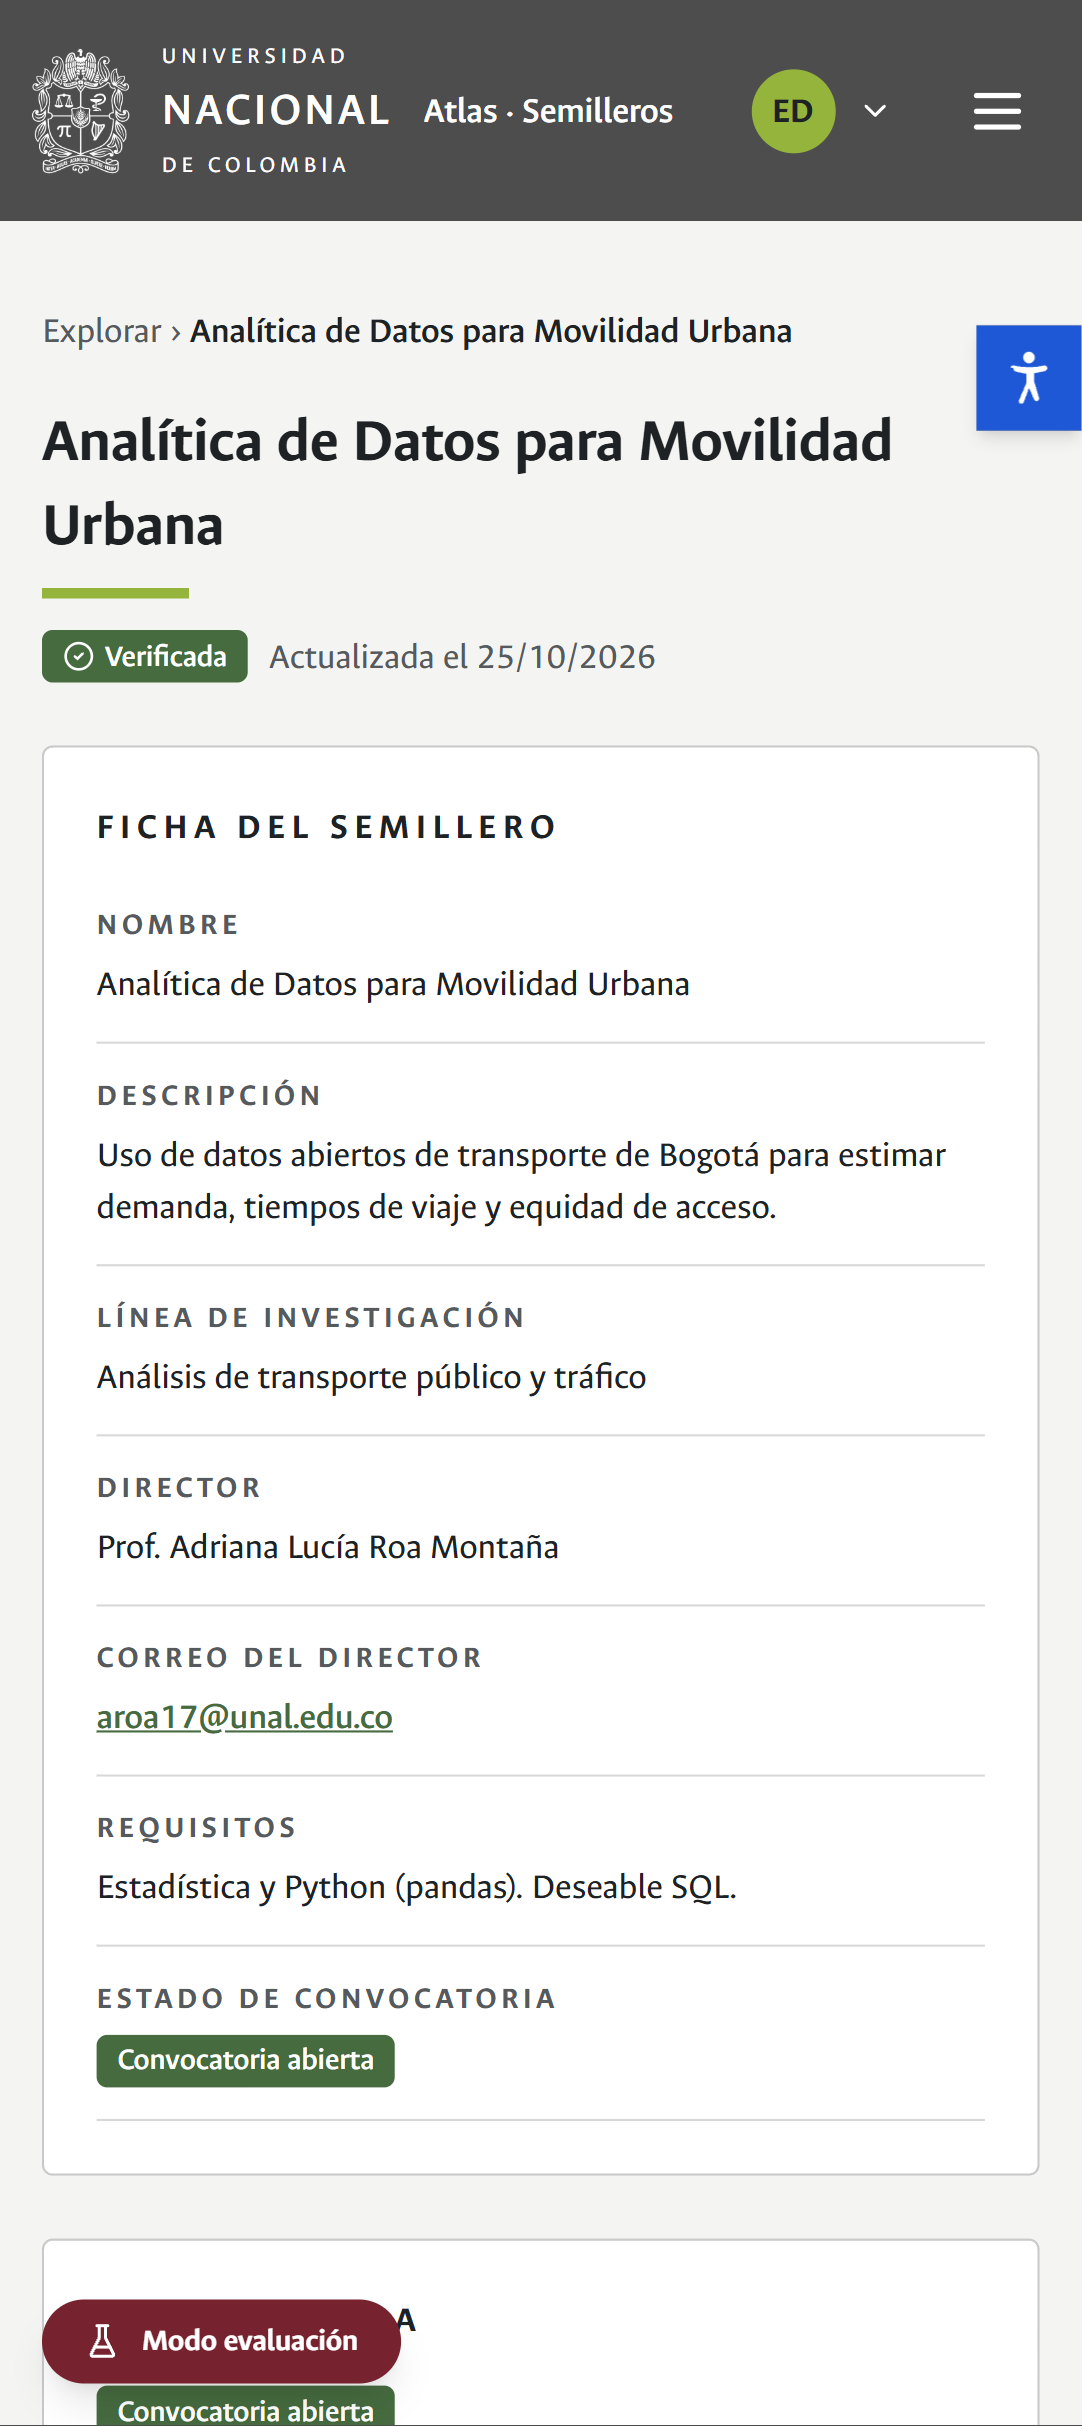 UNIVERSIDAD
NACIONAL
DE COLOMBIA
Atlas · Semilleros
ED
Explorar › Analítica de Datos para Movilidad Urbana
Analítica de Datos para Movilidad
Urbana
Verificada
Actualizada el 25/10/2026
FICHA DEL SEMILLERO
NOMBRE
Analítica de Datos para Movilidad Urbana
DESCRIPCIÓN
Uso de datos abiertos de transporte de Bogotá para estimar
demanda, tiempos de viaje y equidad de acceso.
LÍNEA DE INVESTIGACIÓN
Análisis de transporte público y tráfico
DIRECTOR
Prof. Adriana Lucía Roa Montaña
CORREO DEL DIRECTOR
aroa17@unal.edu.co
REQUISITOS
Estadística y Python (pandas). Deseable SQL.
ESTADO DE CONVOCATORIA
Convocatoria abierta
Modo evaluación
Convocatoria abierta